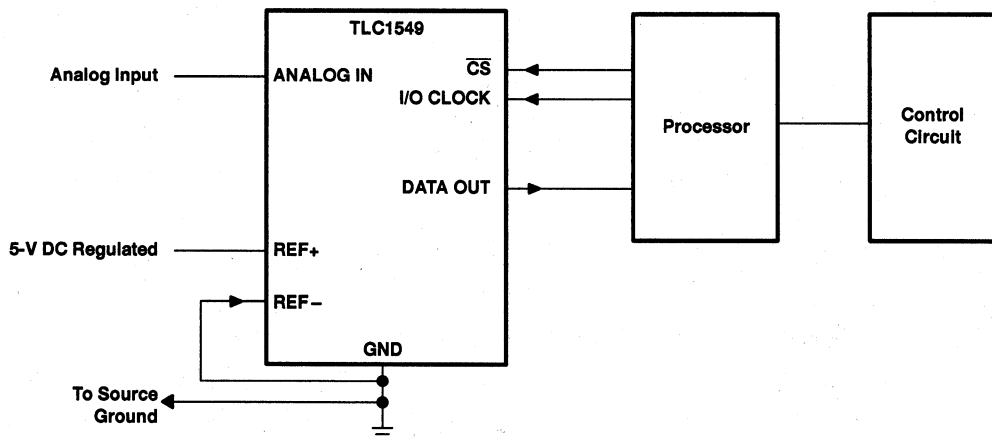 TLC1549
Analog Input
ANALOG IN
CS
I/O CLOCK
DATA OUT
5-V DC Regulated
REF+
REF−
GND
To Source
Ground
Processor
Control
Circuit